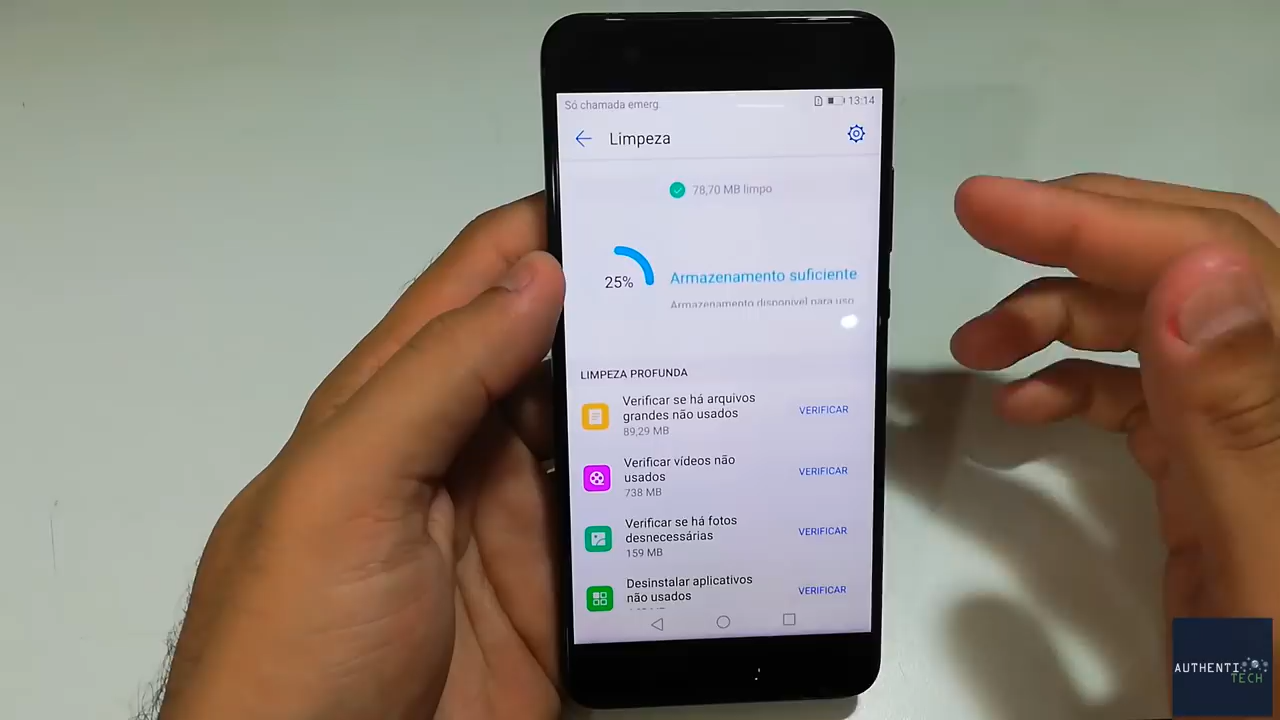 Só chamada emerg.
13:14
Limpeza
78,70 MB limpo
25%
Armazenamento suficiente
Armazenamento disponível para uso
LIMPEZA PROFUNDA
Verificar se há arquivos
grandes não usados
89,29 MB
VERIFICAR
Verificar vídeos não
usados
738 MB
VERIFICAR
Verificar se há fotos
desnecessárias
159 MB
VERIFICAR
Desinstalar aplicativos
não usados
VERIFICAR
AUTHENTI
TECH